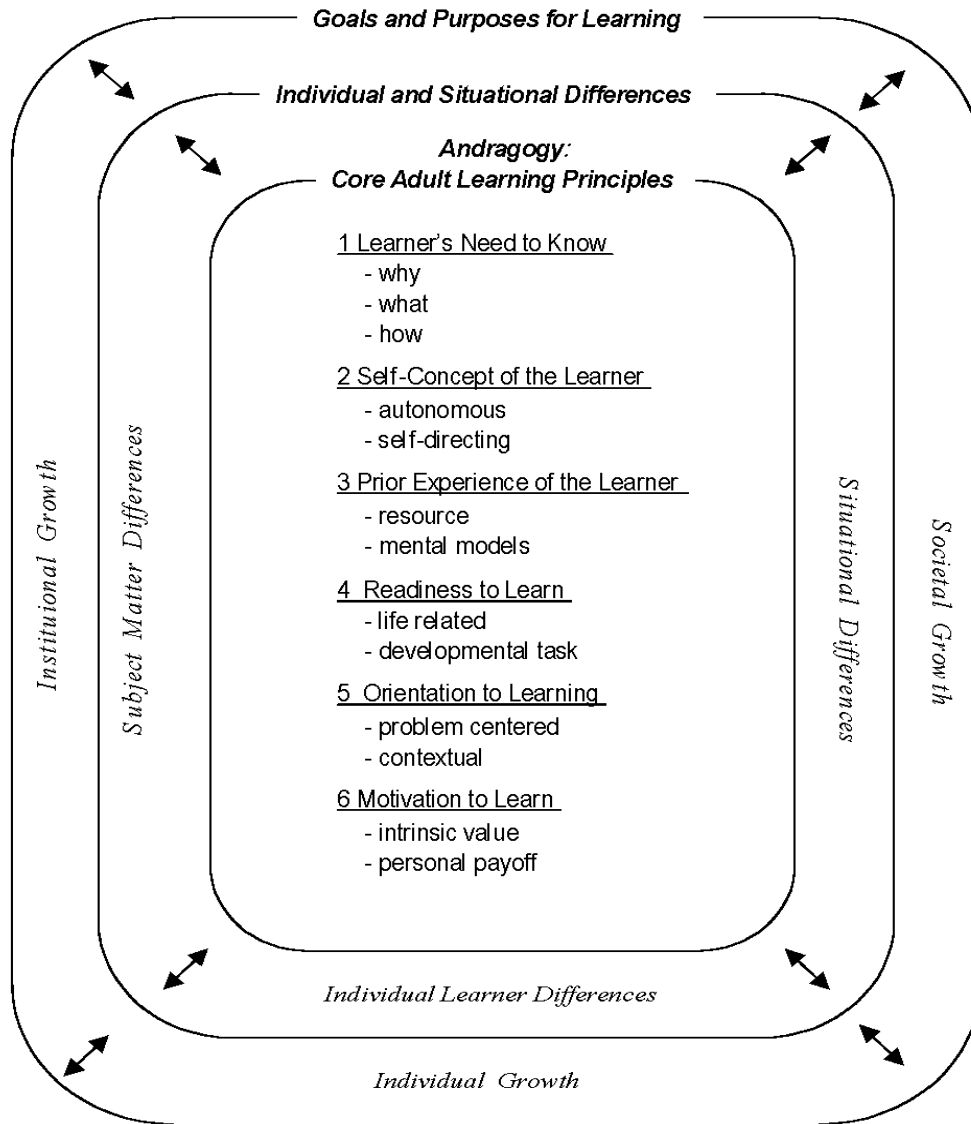 Goals and Purposes for Learning
Individual and Situational Differences
Andragogy:
Core Adult Learning Principles
1 Learner's Need to Know
- why
- what
- how
2 Self-Concept of the Learner
- autonomous
- self-directing
3 Prior Experience of the Learner
- resource
- mental models
4 Readiness to Learn
- life related
- developmental task
5 Orientation to Learning
- problem centered
- contextual
6 Motivation to Learn
- intrinsic value
- personal payoff
Instituional Growth
Subject Matter Differences
Situational Differences
Societal Growth
Individual Learner Differences
Individual Growth